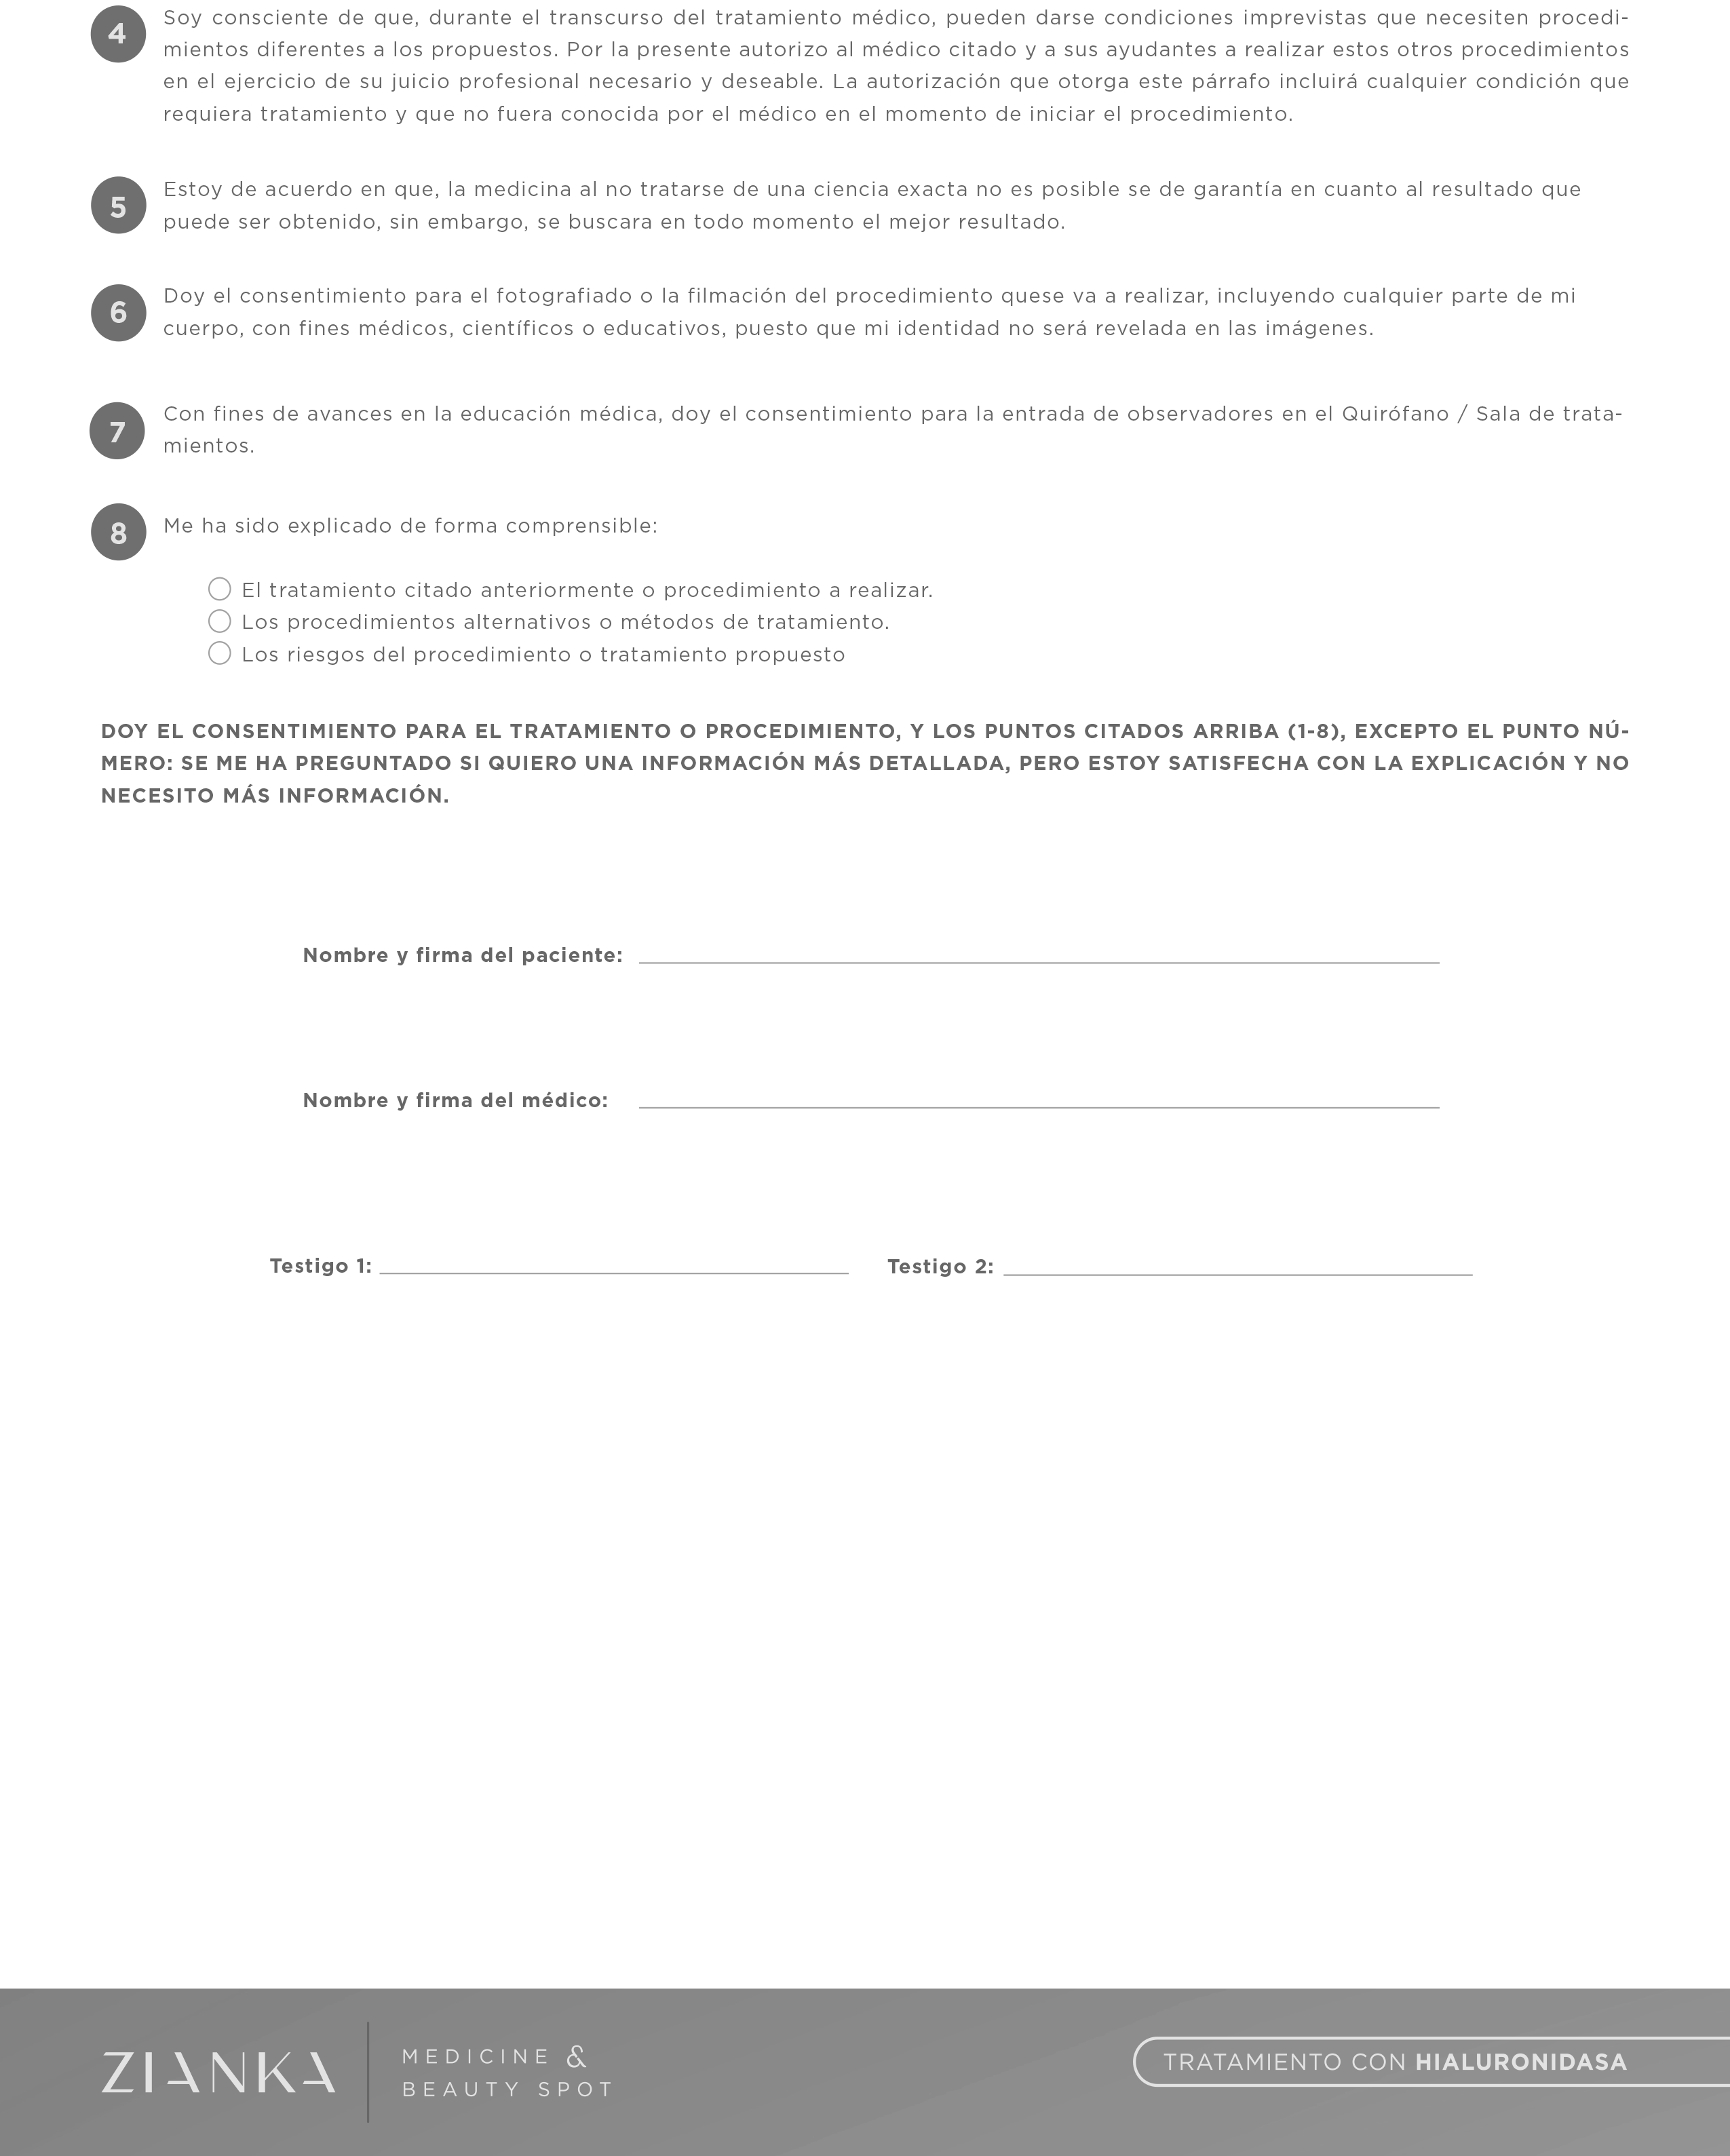 4
Soy consciente de que, durante el transcurso del tratamiento médico, pueden darse condiciones imprevistas que necesiten procedi-
mientos diferentes a los propuestos. Por la presente autorizo al médico citado y a sus ayudantes a realizar estos otros procedimientos
en el ejercicio de su juicio profesional necesario y deseable. La autorización que otorga este párrafo incluirá cualquier condición que
requiera tratamiento y que no fuera conocida por el médico en el momento de iniciar el procedimiento.
5
Estoy de acuerdo en que, la medicina al no tratarse de una ciencia exacta no es posible se de garantía en cuanto al resultado que
puede ser obtenido, sin embargo, se buscara en todo momento el mejor resultado.
6
Doy el consentimiento para el fotografiado o la filmación del procedimiento quese va a realizar, incluyendo cualquier parte de mi
cuerpo, con fines médicos, científicos o educativos, puesto que mi identidad no será revelada en las imágenes.
7
Con fines de avances en la educación médica, doy el consentimiento para la entrada de observadores en el Quirófano / Sala de trata-
mientos.
8
Me ha sido explicado de forma comprensible:
El tratamiento citado anteriormente o procedimiento a realizar.
Los procedimientos alternativos o métodos de tratamiento.
Los riesgos del procedimiento o tratamiento propuesto
DOY EL CONSENTIMIENTO PARA EL TRATAMIENTO O PROCEDIMIENTO, Y LOS PUNTOS CITADOS ARRIBA (1-8), EXCEPTO EL PUNTO NÚ-
MERO: SE ME HA PREGUNTADO SI QUIERO UNA INFORMACIÓN MÁS DETALLADA, PERO ESTOY SATISFECHA CON LA EXPLICACIÓN Y NO
NECESITO MÁS INFORMACIÓN.
Nombre y firma del paciente:
Nombre y firma del médico:
Testigo 1: Testigo 2:
ZIANKA
MEDICINE &
BEAUTY SPOT
TRATAMIENTO CON HIALURONIDASA